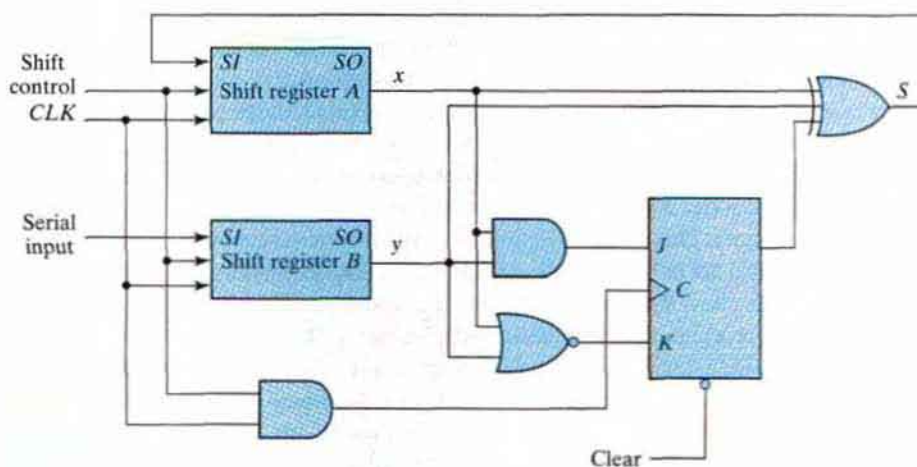 S
SI SO
x
Shift control
Shift register A
CLK
Serial input
SI SO
y
Shift register B
J
C
K
Clear